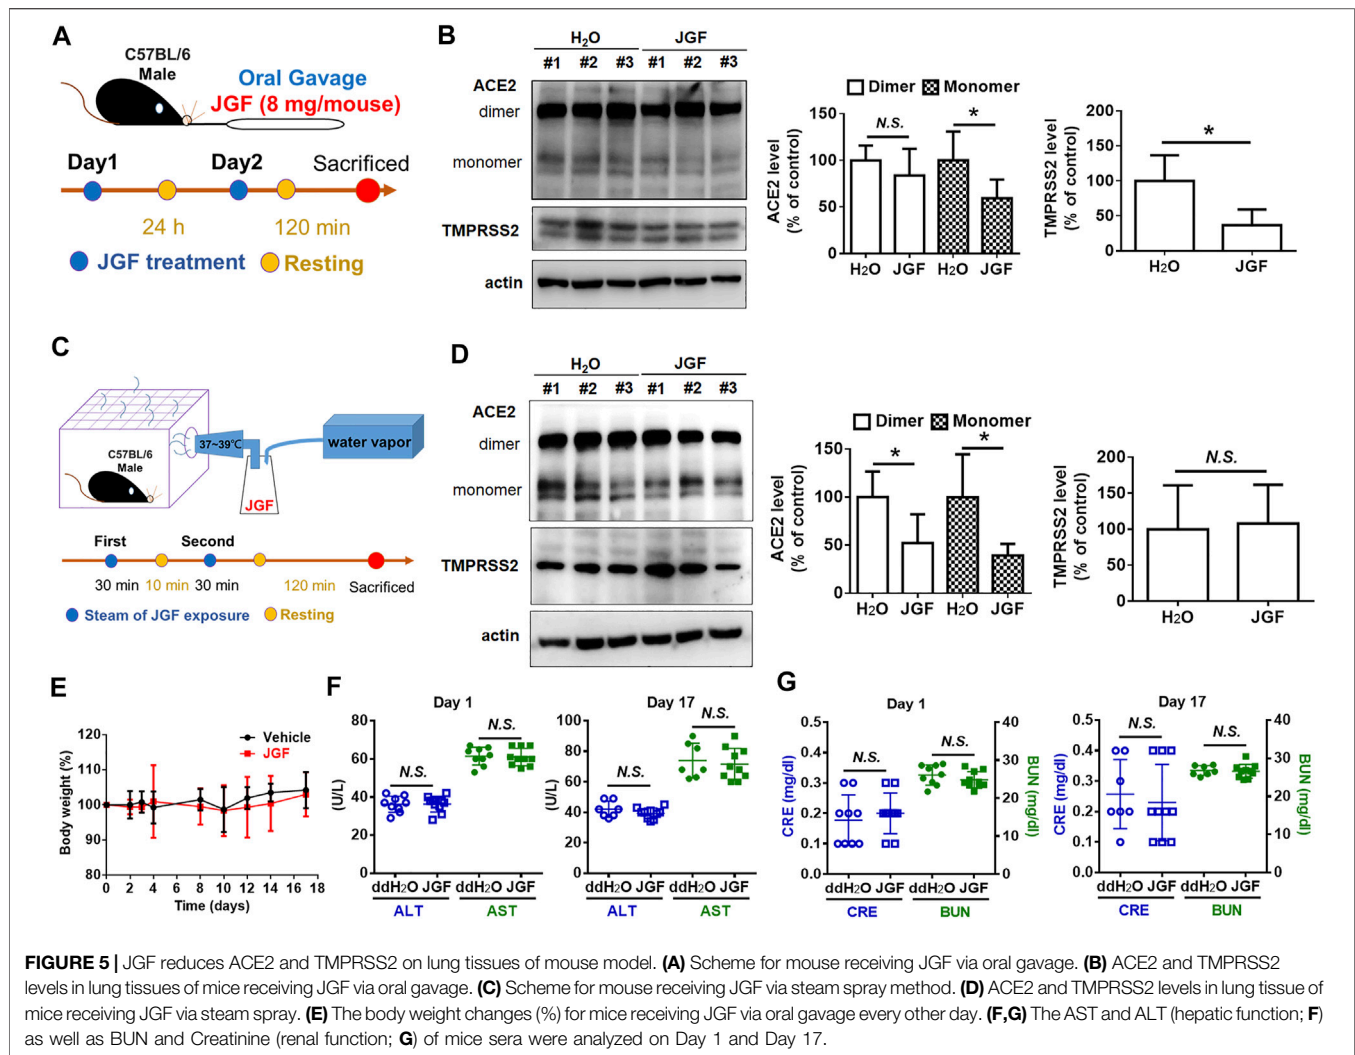 A
C57BL/6
Male
Oral Gavage
JGF (8 mg/mouse)
Day1 Day2 Sacrificed
24 h 120 min
JGF treatment Resting
B
H2O JGF
#1 #2 #3 #1 #2 #3
ACE2
dimer
monomer
TMPRSS2
actin
Dimer Monomer
ACE2 level
(% of control)
150
100
50
0
N.S. *
H2O JGF H2O JGF
TMPRSS2 level
(% of control)
200
150
100
50
0
*
H2O JGF
C
C57BL/6
Male
37~39℃
water vapor
JGF
First Second
30 min 10 min 30 min 120 min Sacrificed
Steam of JGF exposure Resting
D
H2O JGF
#1 #2 #3 #1 #2 #3
ACE2
dimer
monomer
TMPRSS2
actin
Dimer Monomer
ACE2 level
(% of control)
150
100
50
0
* *
H2O JGF H2O JGF
TMPRSS2 level
(% of control)
200
150
100
50
0
N.S.
H2O JGF
E
Body weight (%)
120
110
100
90
80
Vehicle
JGF
0 2 4 6 8 10 12 14 16 18
Time (days)
F
Day 1
(U/L)
80
60
40
20
0
N.S. N.S.
ddH2O JGF ddH2O JGF
ALT AST
Day 17
(U/L)
100
80
60
40
20
0
N.S. N.S.
ddH2O JGF ddH2O JGF
ALT AST
G
Day 1
CRE (mg/dl)
0.5
0.4
0.3
0.2
0.1
0.0
N.S. N.S.
40
30
20
10
0
BUN (mg/dl)
ddH2O JGF ddH2O JGF
CRE BUN
Day 17
CRE (mg/dl)
0.5
0.4
0.3
0.2
0.1
0.0
N.S. N.S.
40
30
20
10
0
BUN (mg/dl)
ddH2O JGF ddH2O JGF
CRE BUN
FIGURE 5 | JGF reduces ACE2 and TMPRSS2 on lung tissues of mouse model. (A) Scheme for mouse receiving JGF via oral gavage. (B) ACE2 and TMPRSS2
levels in lung tissues of mice receiving JGF via oral gavage. (C) Scheme for mouse receiving JGF via steam spray method. (D) ACE2 and TMPRSS2 levels in lung tissue of
mice receiving JGF via steam spray. (E) The body weight changes (%) for mice receiving JGF via oral gavage every other day. (F,G) The AST and ALT (hepatic function; F)
as well as BUN and Creatinine (renal function; G) of mice sera were analyzed on Day 1 and Day 17.